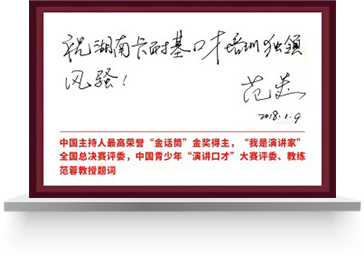 祝湖南卡耐基口才培训独领
风骚！
范蓉
2018.1.9
中国主持人最高荣誉“金话筒”金奖得主，“我是演讲家”
全国总决赛评委，中国青少年“演讲口才”大赛评委、教练
范蓉教授题词